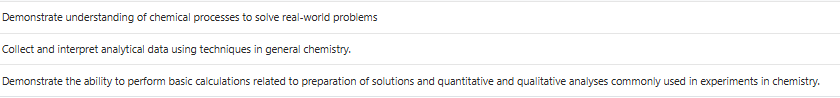 Demonstrate understanding of chemical processes to solve real-world problems
Collect and interpret analytical data using techniques in general chemistry.
Demonstrate the ability to perform basic calculations related to preparation of solutions and quantitative and qualitative analyses commonly used in experiments in chemistry.